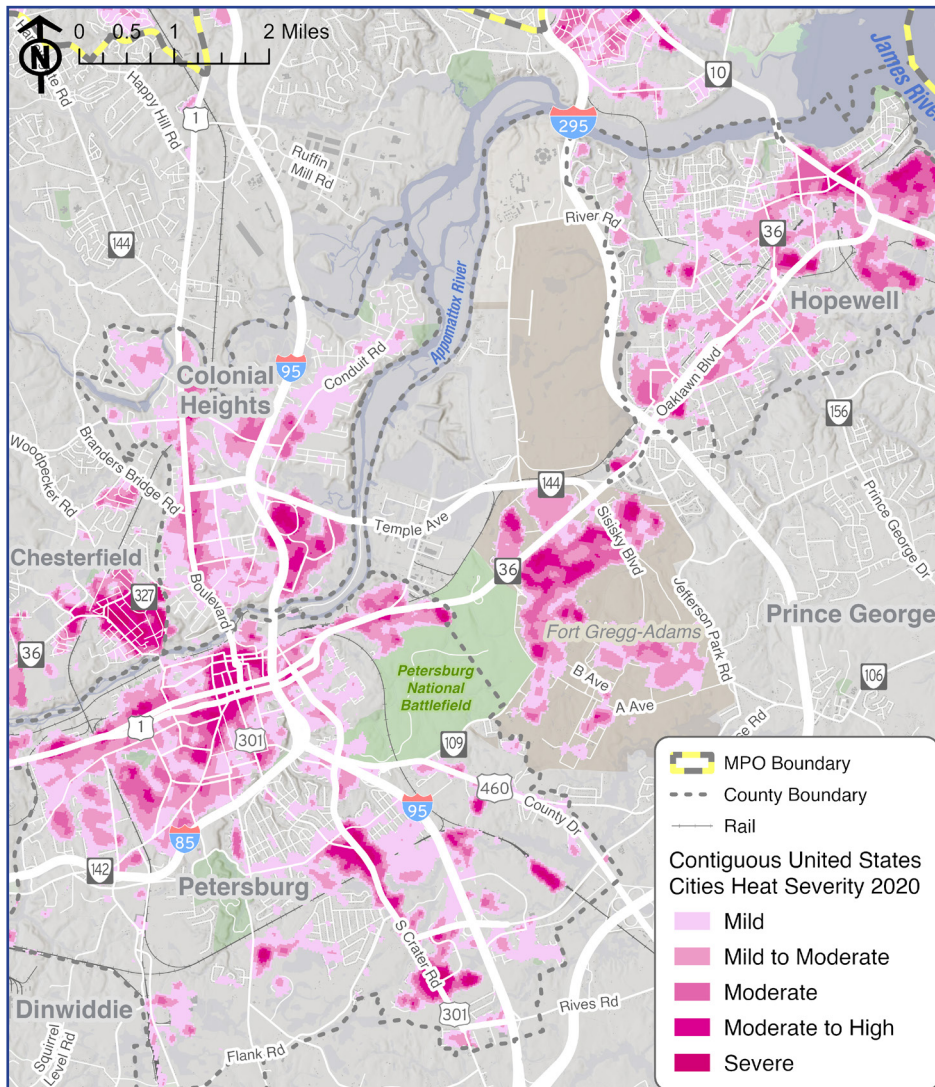 0 0.5 1 2 Miles
N
Happy Hill Rd
1
10
James River
295
Ruffin
Mill Rd
River Rd
36
144
Appomattox River
Hopewell
95
Conduit Rd
Colonial
Heights
Oaklawn Blvd
156
Woodpecker Rd
Branders Bridge Rd
144
Temple Ave
Sisisky Blvd
Prince George Dr
Chesterfield
327
36
Boulevard
Jefferson Park Rd
Prince George
36
Fort Gregg-Adams
Petersburg
National
Battlefield
B Ave
106
A Ave
1
301
109
460
95
County Dr
85
142
Petersburg
S Crater Rd
Dinwiddie
301
Rives Rd
Squirrel
Level Rd
Flank Rd
MPO Boundary
County Boundary
Rail
Contiguous United States
Cities Heat Severity 2020
Mild
Mild to Moderate
Moderate
Moderate to High
Severe